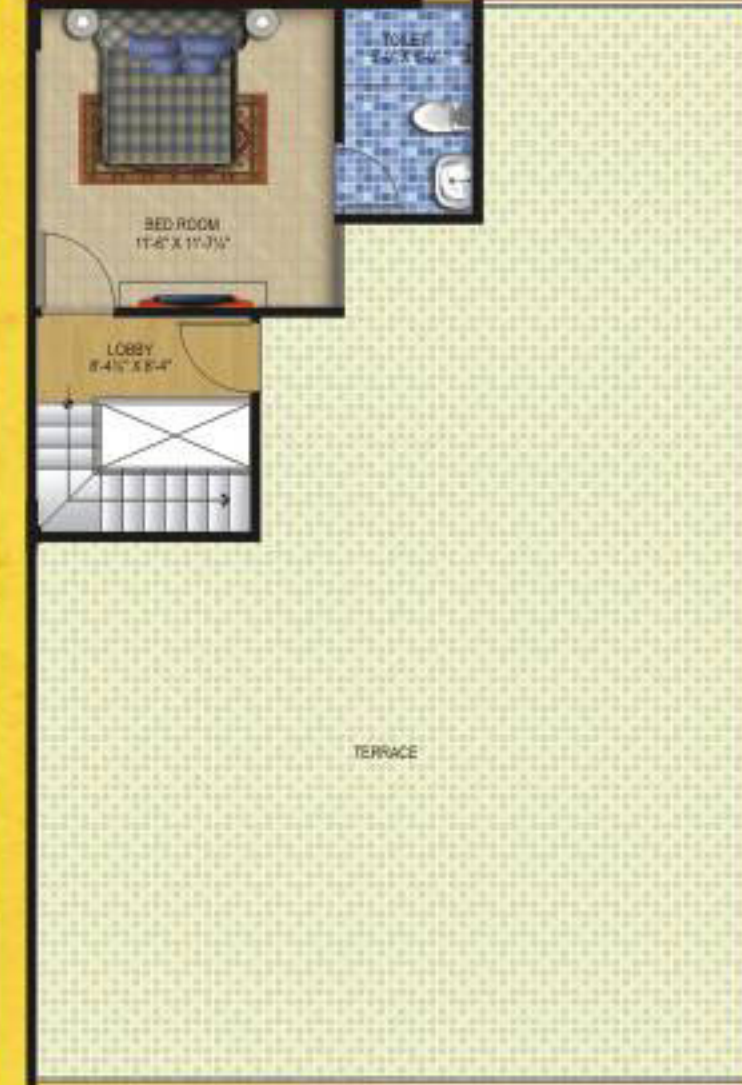 TOILET
BED ROOM
11'-6" X 11'-7½"
LOBBY
8'-4½" X 8'-4"
TERRACE